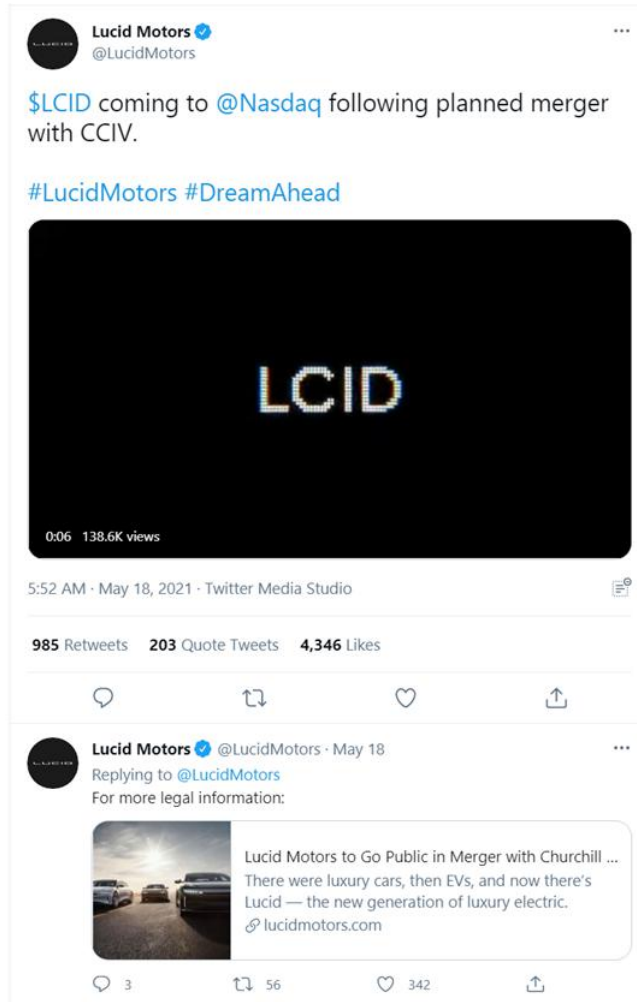 Lucid Motors
@LucidMotors
$LCID coming to @Nasdaq following planned merger
with CCIV.
#LucidMotors #DreamAhead
LCID
0:06 138.6K views
5:52 AM · May 18, 2021 · Twitter Media Studio
985 Retweets 203 Quote Tweets 4,346 Likes
Lucid Motors @LucidMotors · May 18
Replying to @LucidMotors
For more legal information:
Lucid Motors to Go Public in Merger with Churchill ...
There were luxury cars, then EVs, and now there's
Lucid — the new generation of luxury electric.
lucidmotors.com
3 56 342